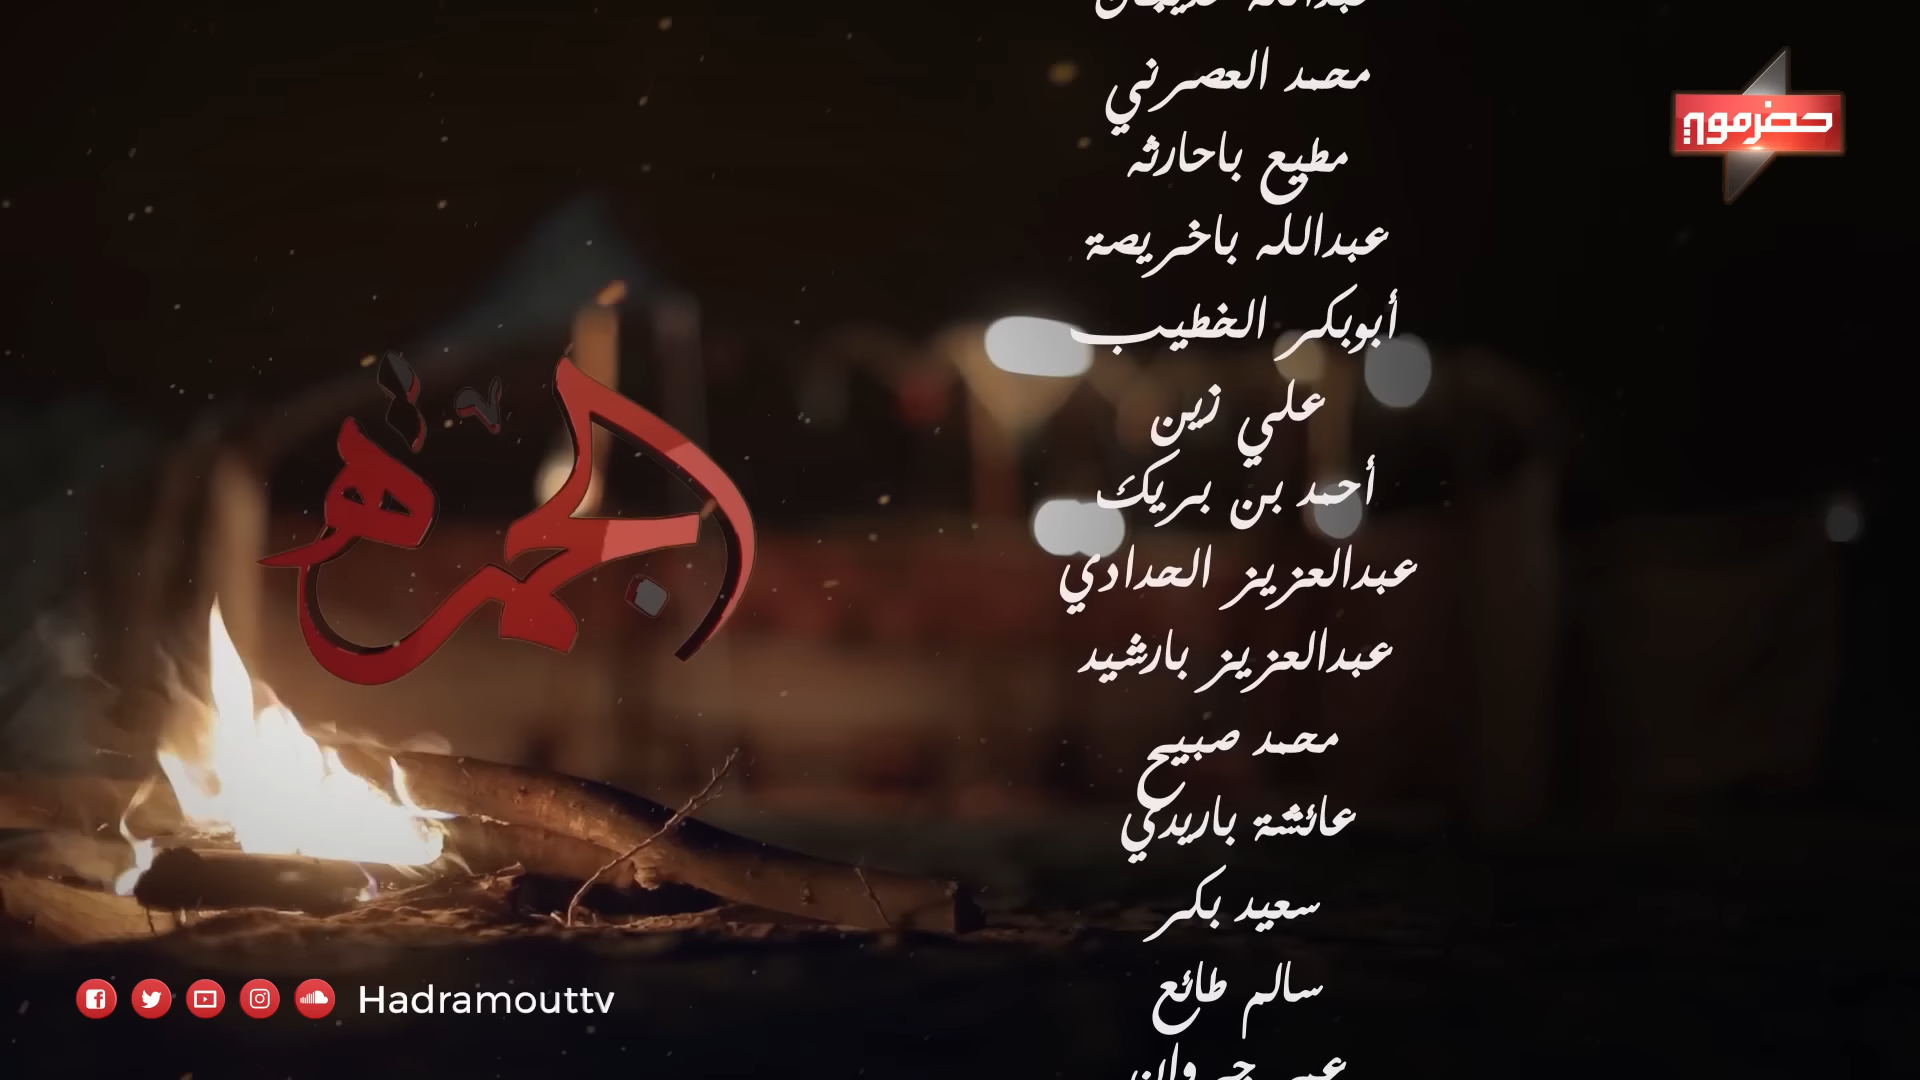 محمد العصرني
مطيع باحارثه
عبدالله باخريصة
أبوبكر الخطيب
علي زين
أحمد بن بريك
عبدالعزيز الحدادي
عبدالعزيز بارشيد
محمد صبيح
عائشة باريدي
سعيد بكر
سالم طائع
حضرموت
الجمره
Hadramouttv